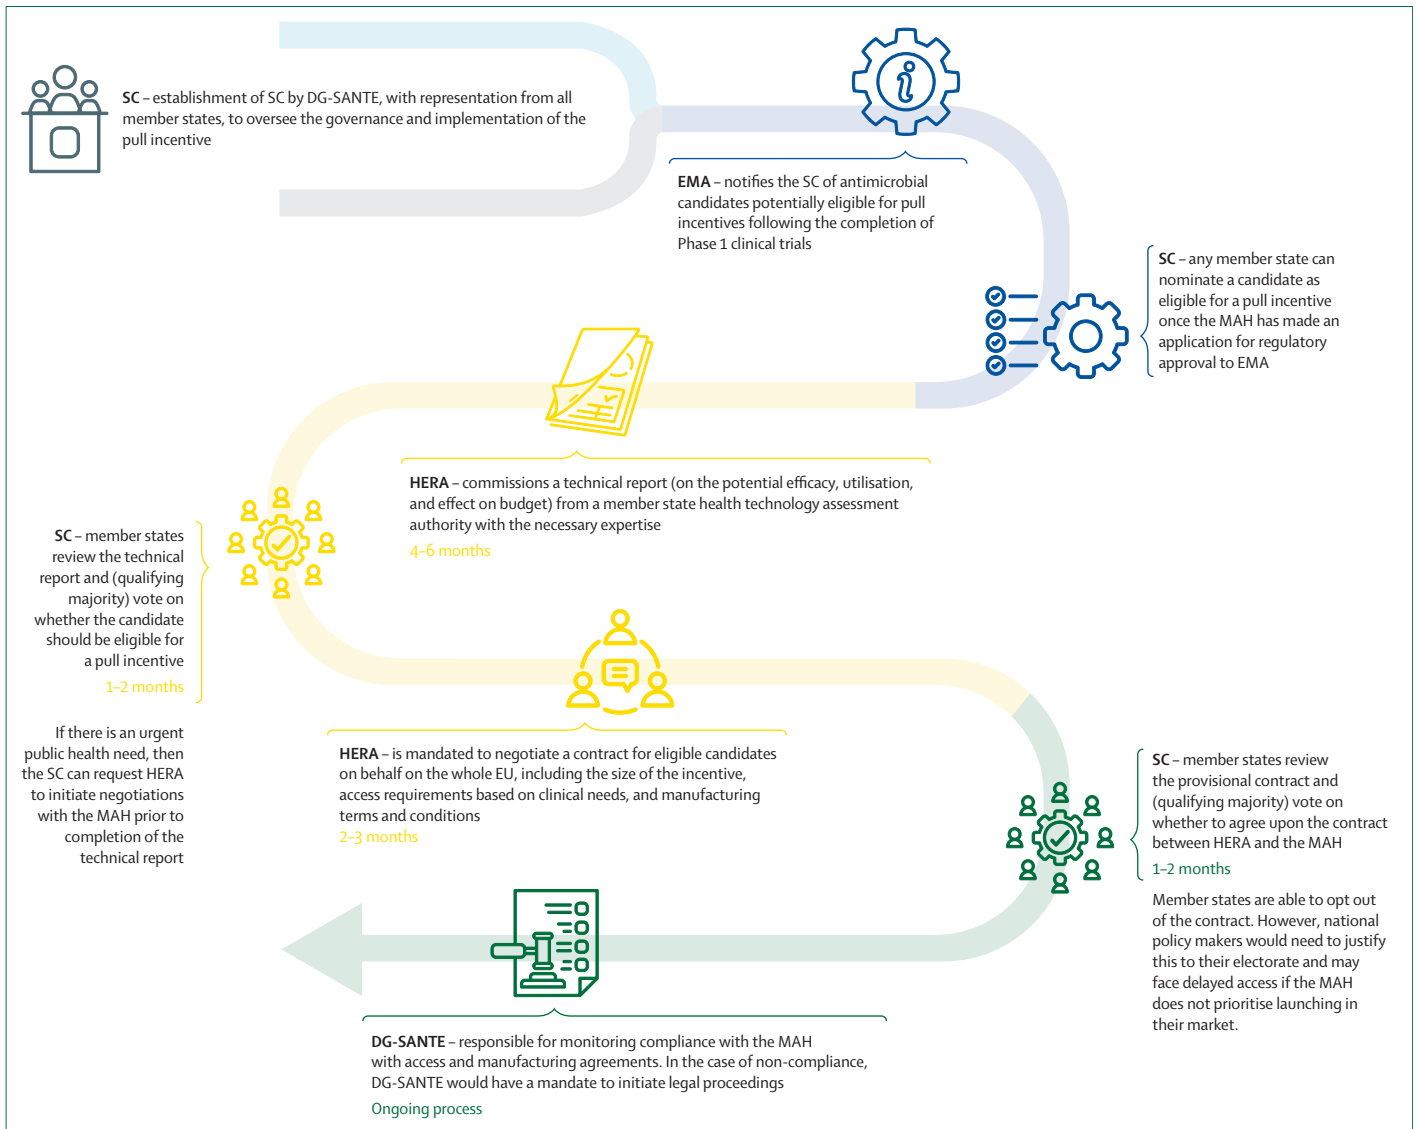 SC – establishment of SC by DG-SANTE, with representation from all
member states, to oversee the governance and implementation of the
pull incentive
EMA – notifies the SC of antimicrobial
candidates potentially eligible for pull
incentives following the completion of
Phase 1 clinical trials
SC – any member state can
nominate a candidate as
eligible for a pull incentive
once the MAH has made an
application for regulatory
approval to EMA
HERA – commissions a technical report (on the potential efficacy, utilisation,
and effect on budget) from a member state health technology assessment
authority with the necessary expertise
4–6 months
SC – member states
review the technical
report and (qualifying
majority) vote on
whether the candidate
should be eligible for
a pull incentive
1–2 months
If there is an urgent
public health need, then
the SC can request HERA
to initiate negotiations
with the MAH prior to
completion of the
technical report
HERA – is mandated to negotiate a contract for eligible candidates
on behalf on the whole EU, including the size of the incentive,
access requirements based on clinical needs, and manufacturing
terms and conditions
2–3 months
SC – member states review
the provisional contract and
(qualifying majority) vote on
whether to agree upon the contract
between HERA and the MAH
1–2 months
Member states are able to opt out
of the contract. However, national
policy makers would need to justify
this to their electorate and may
face delayed access if the MAH
does not prioritise launching in
their market.
DG-SANTE – responsible for monitoring compliance with the MAH
with access and manufacturing agreements. In the case of non-compliance,
DG-SANTE would have a mandate to initiate legal proceedings
Ongoing process